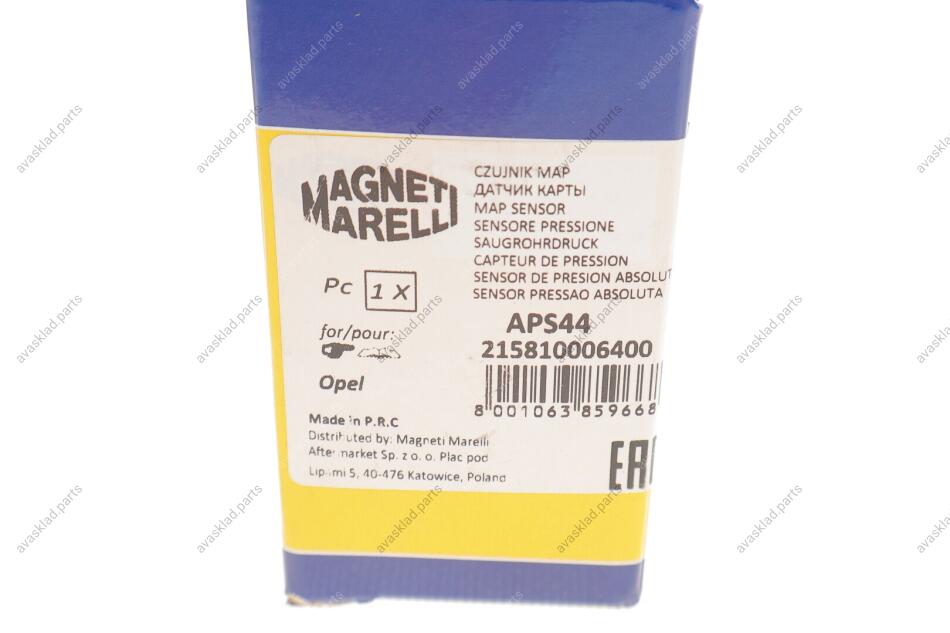 MAGNETI
MARELLI
CZUJNIK MAP
ДАТЧИК КАРТЫ
MAP SENSOR
SENSORE PRESSIONE
SAUGROHRDRUCK
CAPTEUR DE PRESSION
SENSOR DE PRESION ABSOLUT
SENSOR PRESSAO ABSOLUTA
Pc 1 X
for/pour:
Opel
APS44
215810006400
8 001063 859668
Made in P.R.C
Distributed by: Magneti Marelli
Aftermarket Sp. z o. o. Plac pod
Lipami 5, 40-476 Katowice, Poland
EAC
avasklad.parts